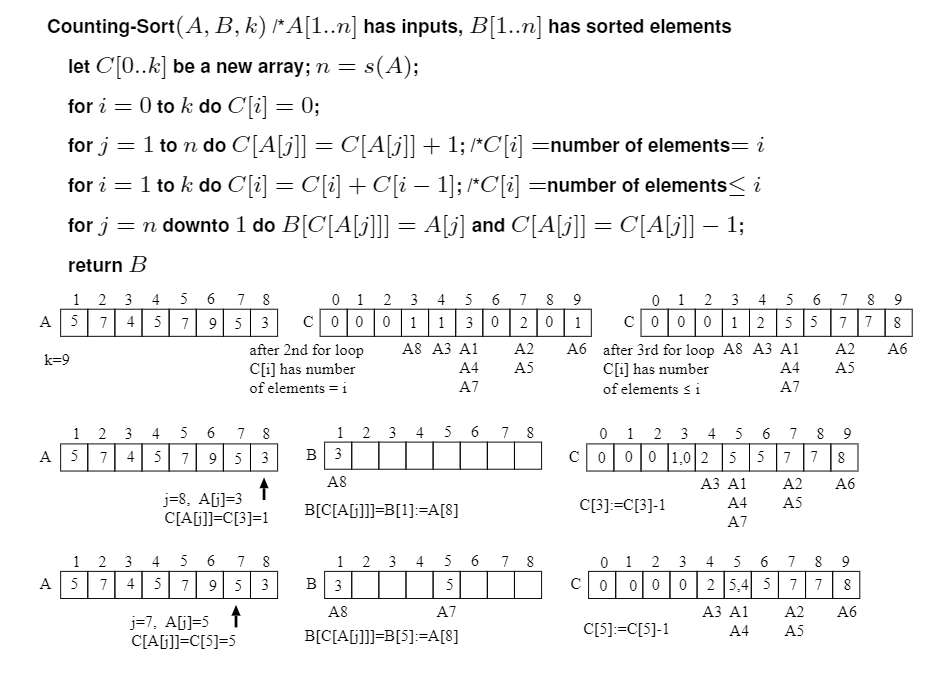 Counting-Sort(A, B, k) /* A[1..n] has inputs, B[1..n] has sorted elements
let C[0..k] be a new array; n = s(A);
for i = 0 to k do C[i] = 0;
for j = 1 to n do C[A[j]] = C[A[j]] + 1; /*C[i] =number of elements= i
for i = 1 to k do C[i] = C[i] + C[i − 1]; /*C[i] =number of elements≤ i
for j = n downto 1 do B[C[A[j]]] = A[j] and C[A[j]] = C[A[j]] − 1;
return B
1 2 3 4 5 6 7 8 0 1 2 3 4 5 6 7 8 9 0 1 2 3 4 5 6 7 8 9
A 5 7 4 5 7 9 5 3 C 0 0 0 1 1 3 0 2 0 1 C 0 0 0 1 2 5 5 7 7 8
k=9 after 2nd for loop A8 A3 A1 A2 A6 after 3rd for loop A8 A3 A1 A2 A6
C[i] has number A4 A5 C[i] has number A4 A5
of elements = i A7 of elements ≤ i A7
1 2 3 4 5 6 7 8 1 2 3 4 5 6 7 8 0 1 2 3 4 5 6 7 8 9
A 5 7 4 5 7 9 5 3 B 3 C 0 0 0 1,0 2 5 5 7 7 8
j=8, A[j]=3 A8 A3 A1 A2 A6
C[A[j]]=C[3]=1 B[C[A[j]]]=B[1]:=A[8] C[3]:=C[3]-1 A4 A5
A7
1 2 3 4 5 6 7 8 1 2 3 4 5 6 7 8 0 1 2 3 4 5 6 7 8 9
A 5 7 4 5 7 9 5 3 B 3 5 C 0 0 0 0 2 5,4 5 7 7 8
j=7, A[j]=5 A8 A7 A3 A1 A2 A6
C[A[j]]=C[5]=5 B[C[A[j]]]=B[5]:=A[8] C[5]:=C[5]-1 A4 A5